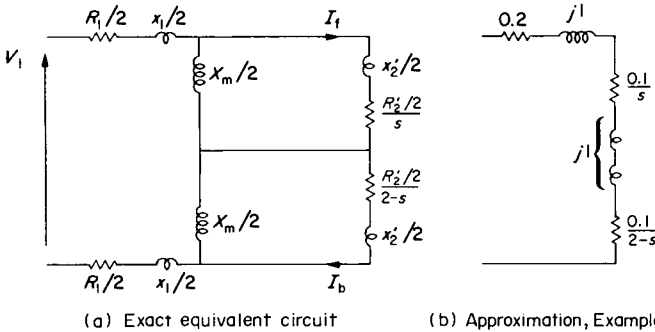 R₁/2 x₁/2 I_f
V₁
X_m/2
x₂′/2
R₂′/2
s
R₂′/2
2-s
X_m/2
x₂′/2
R₁/2 x₁/2 I_b
(a) Exact equivalent circuit
0.2 j1
0.1
s
j1
0.1
2-s
(b) Approximation, Example